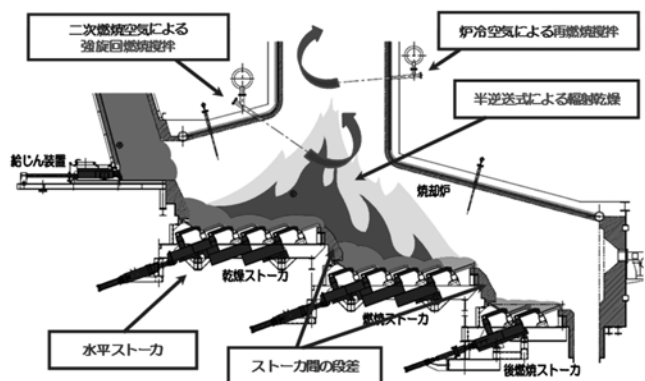 二次燃焼空気による
強旋回燃焼撹拌
炉冷空気による再燃焼撹拌
半逆送式による輻射乾燥
給じん装置
焼却炉
乾燥ストーカ
燃焼ストーカ
水平ストーカ
ストーカ間の段差
後燃焼ストーカ